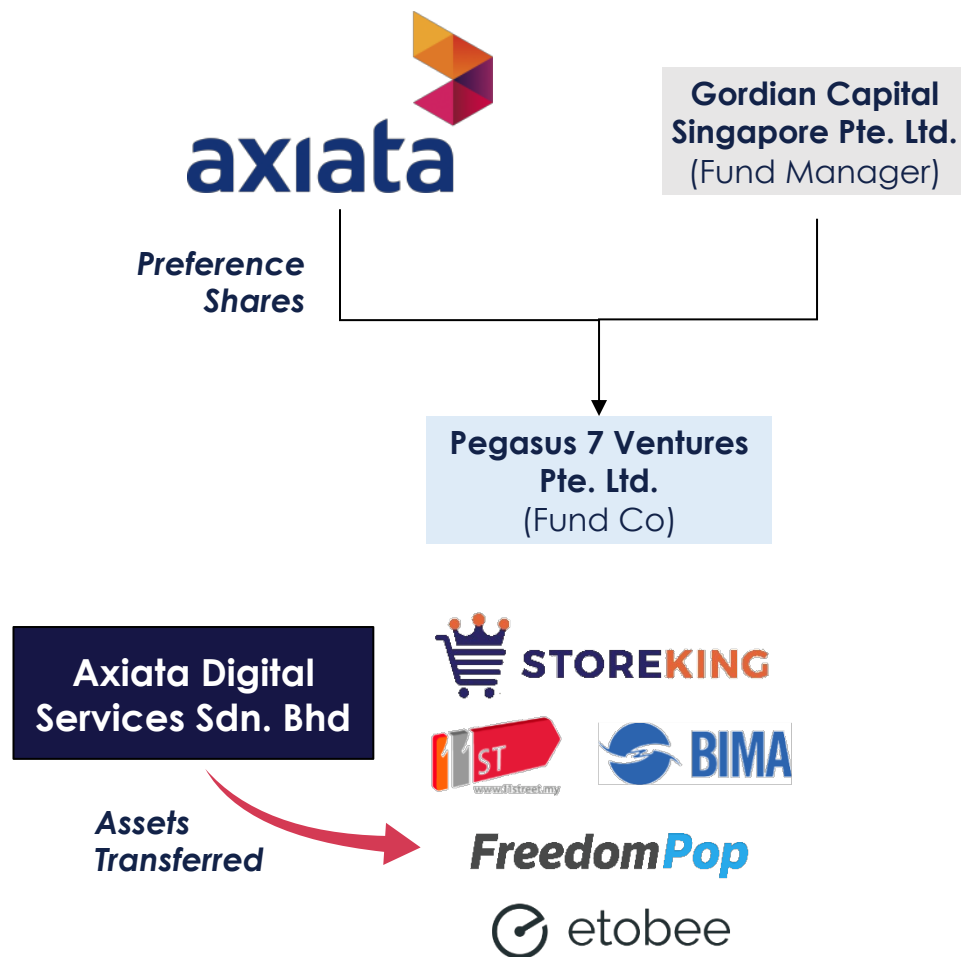 axiata
Gordian Capital
Singapore Pte. Ltd.
(Fund Manager)
Preference
Shares
Pegasus 7 Ventures
Pte. Ltd.
(Fund Co)
Axiata Digital
Services Sdn. Bhd
STOREKING
11ST
www.11street.my
BIMA
Assets
Transferred
FreedomPop
etobee